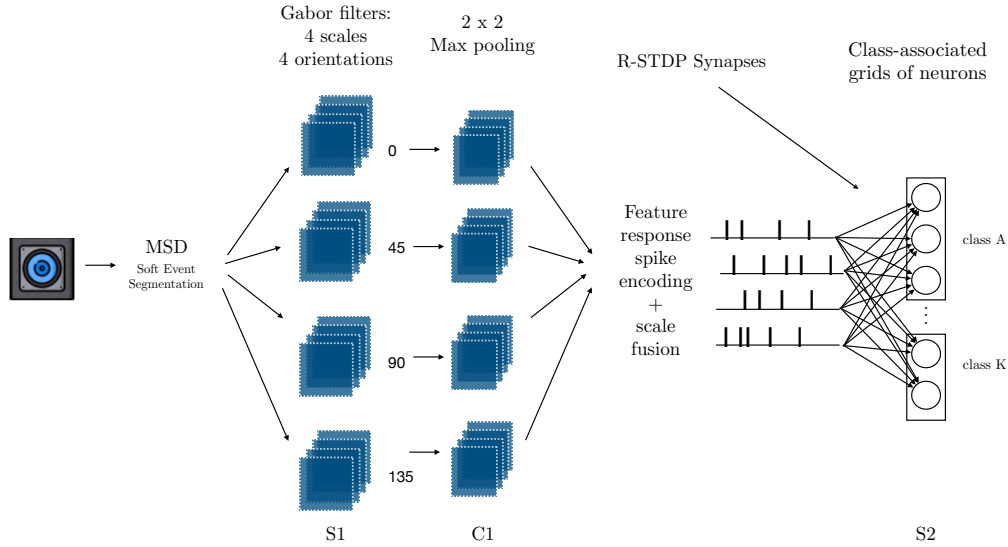 Gabor filters:
4 scales
4 orientations
2 x 2
Max pooling
R-STDP Synapses
Class-associated
grids of neurons
MSD
Soft Event
Segmentation
0
45
90
135
Feature
response
spike
encoding
+
scale
fusion
class A
class K
S1
C1
S2